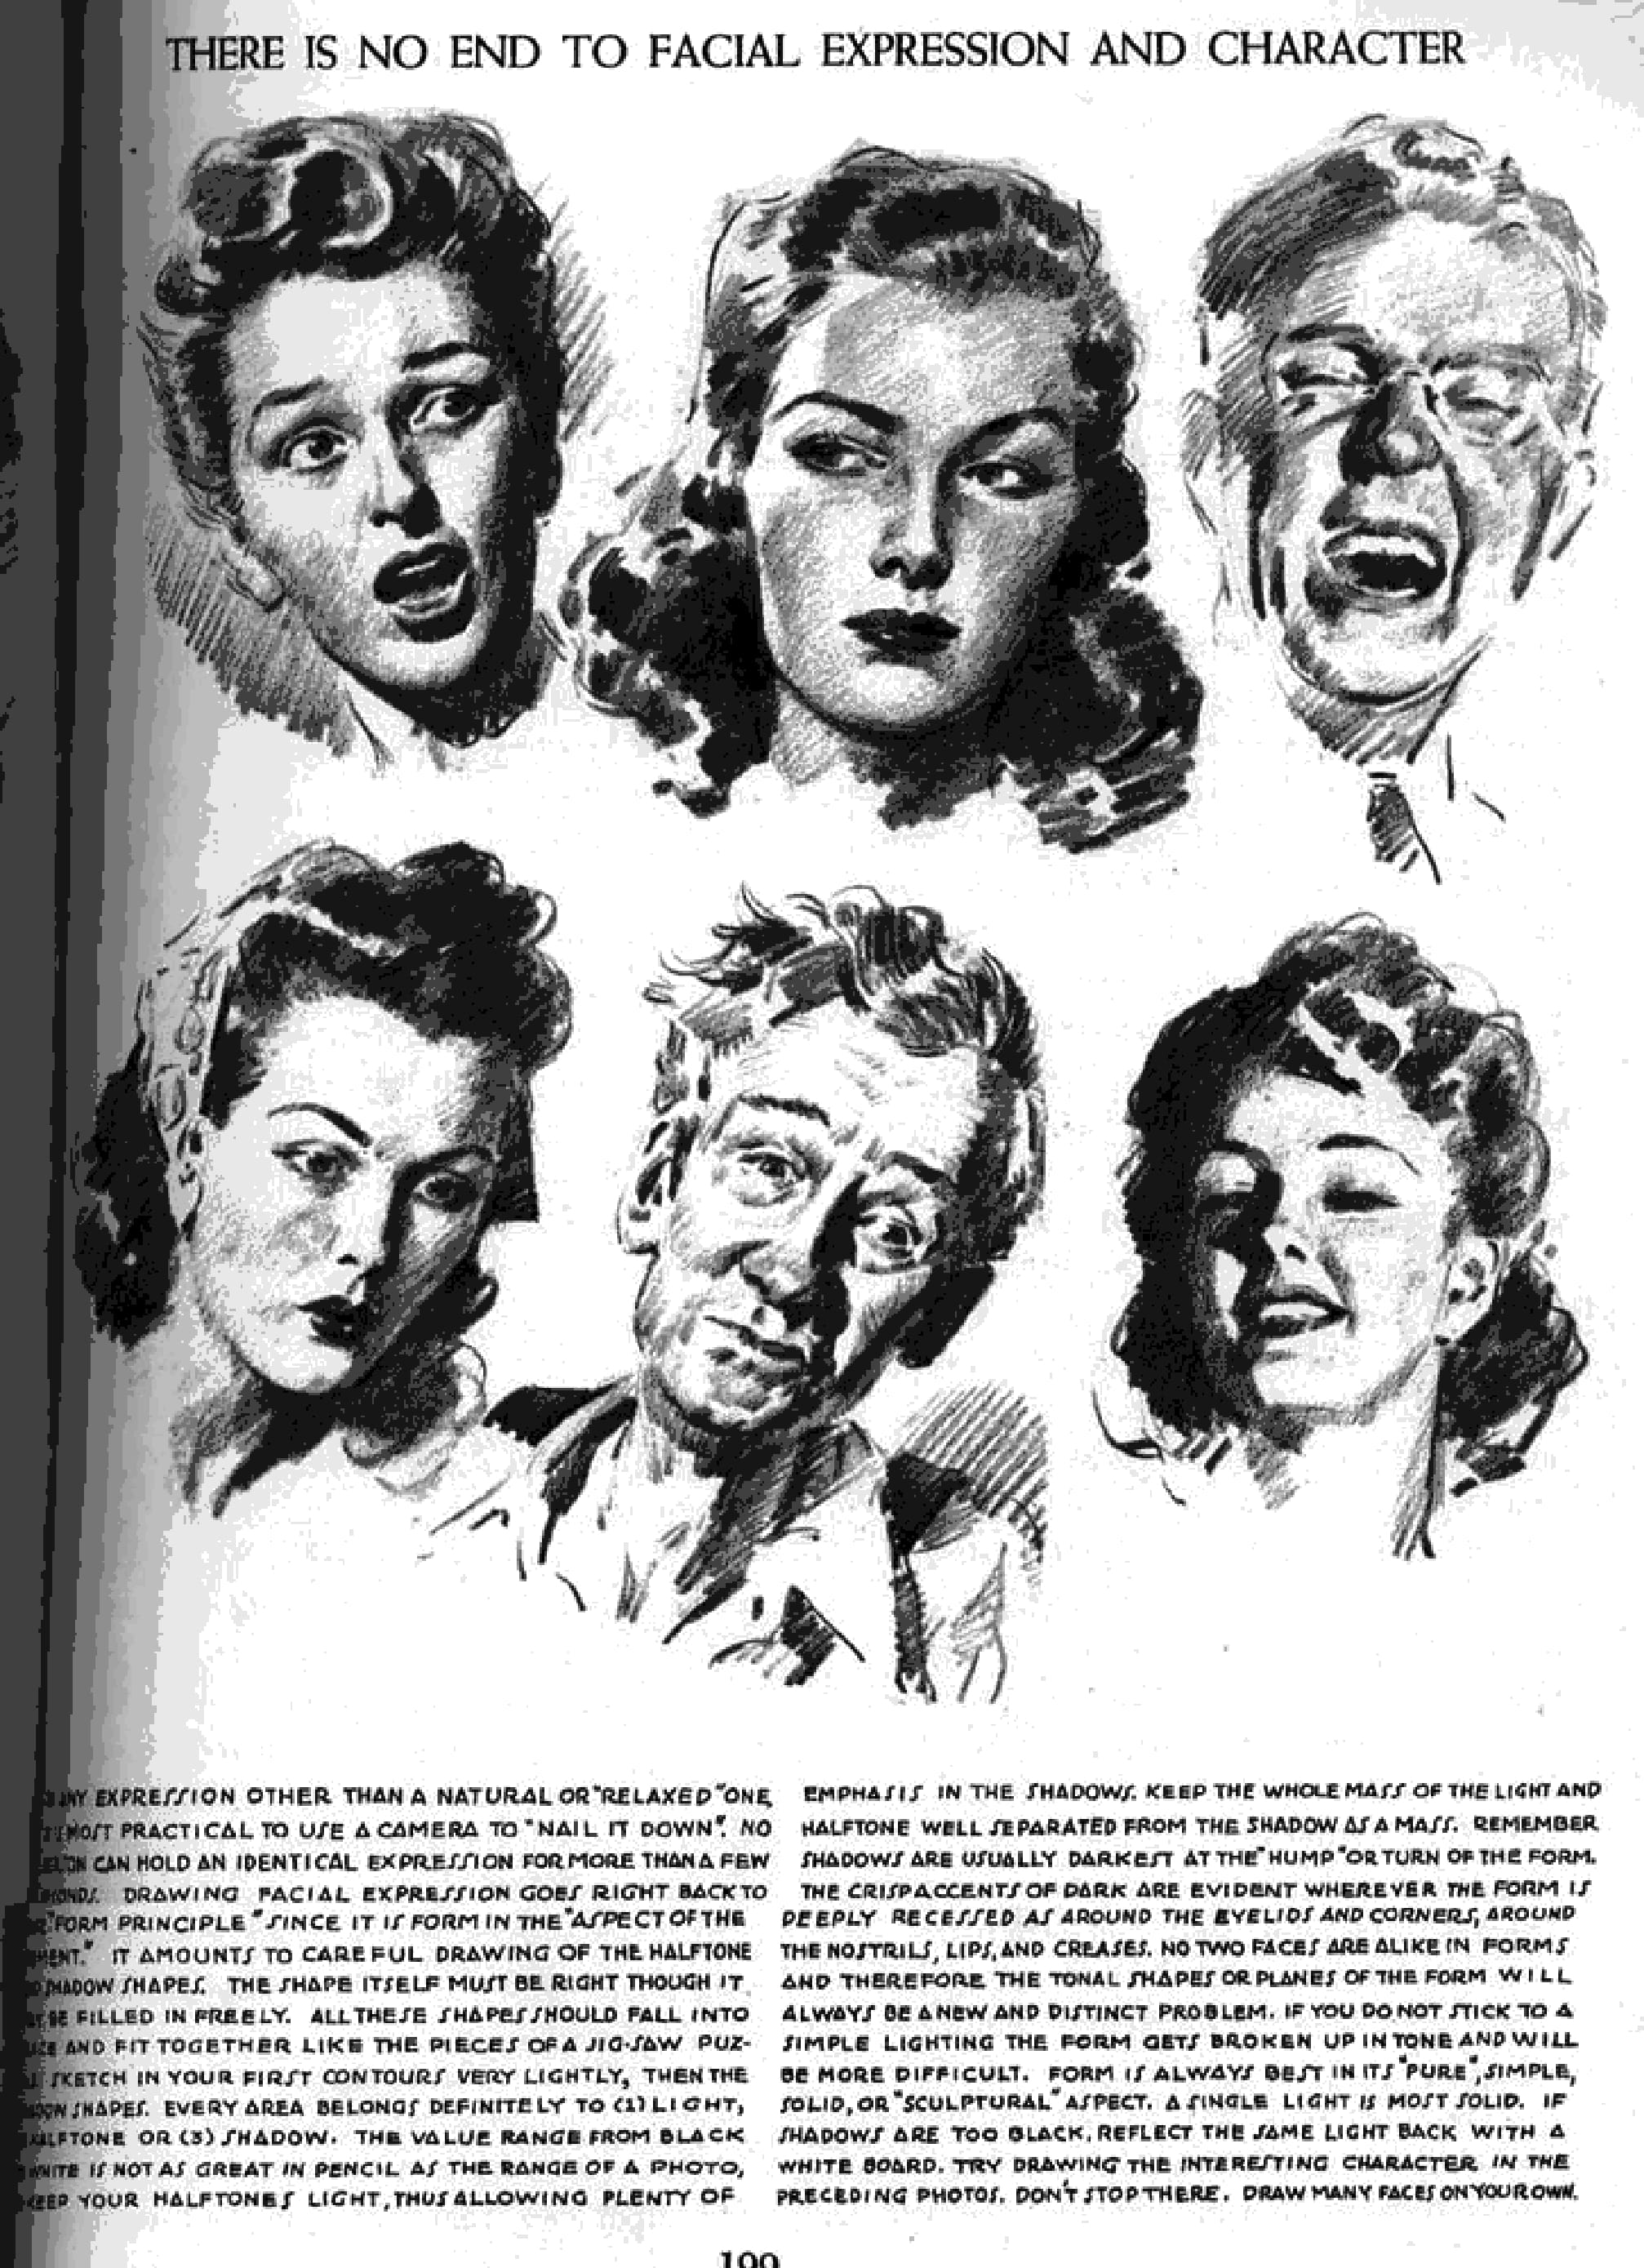 THERE IS NO END TO FACIAL EXPRESSION AND CHARACTER
ANY EXPRESSION OTHER THAN A NATURAL OR "RELAXED" ONE,
MOST PRACTICAL TO USE A CAMERA TO "NAIL IT DOWN". NO
CAN HOLD AN IDENTICAL EXPRESSION FOR MORE THAN A FEW
DRAWING FACIAL EXPRESSION GOES RIGHT BACK TO
"FORM PRINCIPLE" SINCE IT IS FORM IN THE "ASPECT OF THE
IT AMOUNTS TO CAREFUL DRAWING OF THE HALFTONE
SHADOW SHAPES. THE SHAPE ITSELF MUST BE RIGHT THOUGH IT
BE FILLED IN FREELY. ALL THESE SHAPES SHOULD FALL INTO
AND FIT TOGETHER LIKE THE PIECES OF A JIG-SAW PUZ-
SKETCH IN YOUR FIRST CONTOURS VERY LIGHTLY, THEN THE
SHAPES. EVERY AREA BELONGS DEFINITELY TO (1) LIGHT,
HALFTONE OR (3) SHADOW. THE VALUE RANGE FROM BLACK
WHITE IS NOT AS GREAT IN PENCIL AS THE RANGE OF A PHOTO,
KEEP YOUR HALFTONES LIGHT, THUS ALLOWING PLENTY OF
EMPHASIS IN THE SHADOWS. KEEP THE WHOLE MASS OF THE LIGHT AND
HALFTONE WELL SEPARATED FROM THE SHADOW AS A MASS. REMEMBER
SHADOWS ARE USUALLY DARKEST AT THE "HUMP" OR TURN OF THE FORM.
THE CRISP ACCENTS OF DARK ARE EVIDENT WHEREVER THE FORM IS
DEEPLY RECESSED AS AROUND THE EYELIDS AND CORNERS, AROUND
THE NOSTRILS, LIPS, AND CREASES. NO TWO FACES ARE ALIKE IN FORMS
AND THEREFORE THE TONAL SHAPES OR PLANES OF THE FORM WILL
ALWAYS BE A NEW AND DISTINCT PROBLEM. IF YOU DO NOT STICK TO A
SIMPLE LIGHTING THE FORM GETS BROKEN UP IN TONE AND WILL
BE MORE DIFFICULT. FORM IS ALWAYS BEST IN ITS "PURE", SIMPLE,
SOLID, OR "SCULPTURAL" ASPECT. A SINGLE LIGHT IS MOST SOLID. IF
SHADOWS ARE TOO BLACK, REFLECT THE SAME LIGHT BACK WITH A
WHITE BOARD. TRY DRAWING THE INTERESTING CHARACTER IN THE
PRECEDING PHOTOS. DON'T STOP THERE. DRAW MANY FACES ON YOUR OWN.